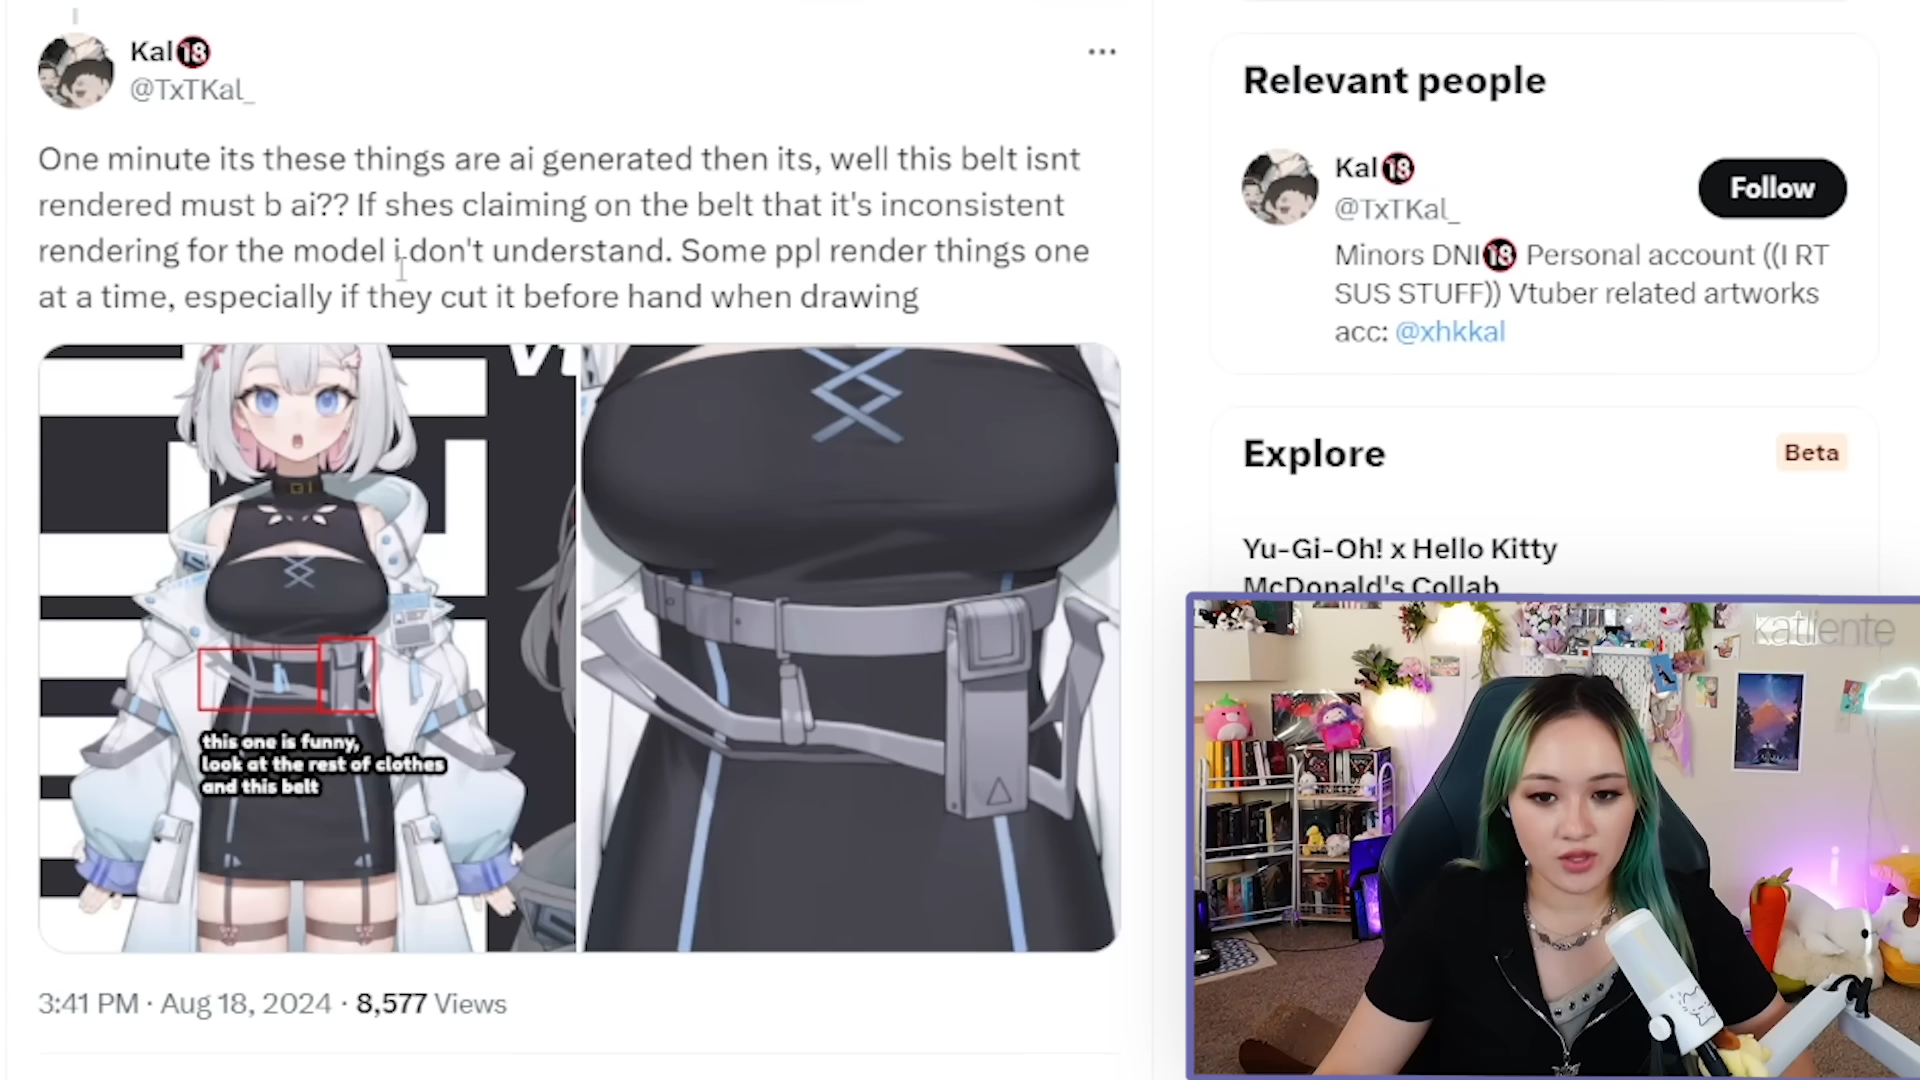 Kal🔞
@TxTKal_
One minute its these things are ai generated then its, well this belt isnt
rendered must b ai?? If shes claiming on the belt that it's inconsistent
rendering for the model i don't understand. Some ppl render things one
at a time, especially if they cut it before hand when drawing
this one is funny,
look at the rest of clothes
and this belt
3:41 PM · Aug 18, 2024 · 8,577 Views
Relevant people
Kal🔞
@TxTKal_
Follow
Minors DNI🔞 Personal account ((I RT
SUS STUFF)) Vtuber related artworks
acc: @xhkkal
Explore
Beta
Yu-Gi-Oh! x Hello Kitty
McDonald's Collab
katliente